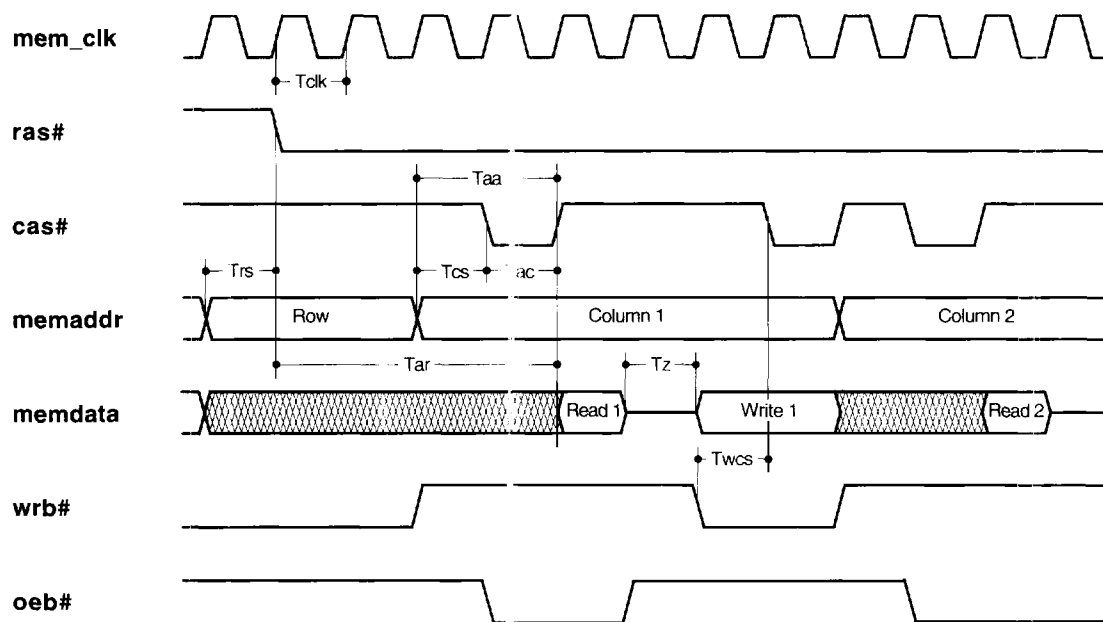 mem_clk
Tclk
ras#
Taa
cas#
Trs Tcs ac
memaddr Row Column 1 Column 2
Tar Tz
memdata Read 1 Write 1 Read 2
Twcs
wrb#
oeb#